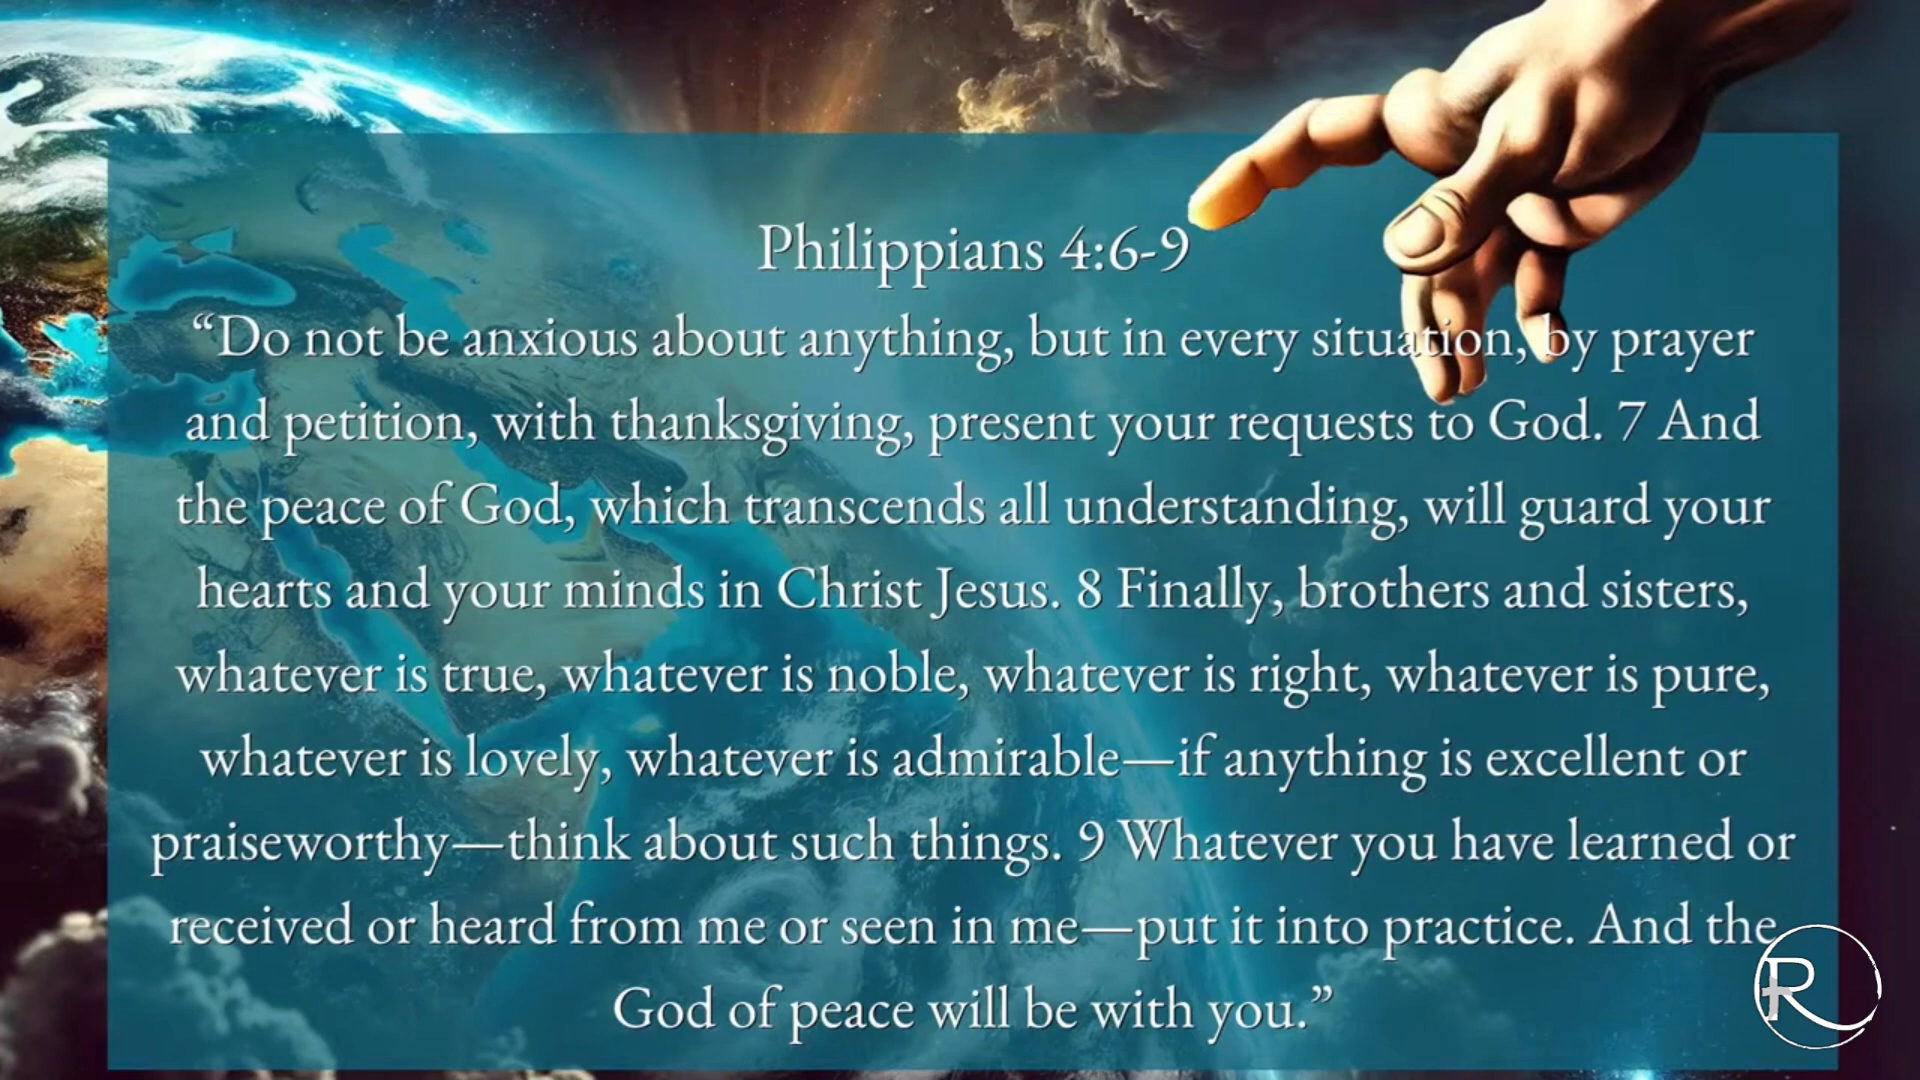 Philippians 4:6-9
“Do not be anxious about anything, but in every situation, by prayer
and petition, with thanksgiving, present your requests to God. 7 And
the peace of God, which transcends all understanding, will guard your
hearts and your minds in Christ Jesus. 8 Finally, brothers and sisters,
whatever is true, whatever is noble, whatever is right, whatever is pure,
whatever is lovely, whatever is admirable—if anything is excellent or
praiseworthy—think about such things. 9 Whatever you have learned or
received or heard from me or seen in me—put it into practice. And the
God of peace will be with you.”
R